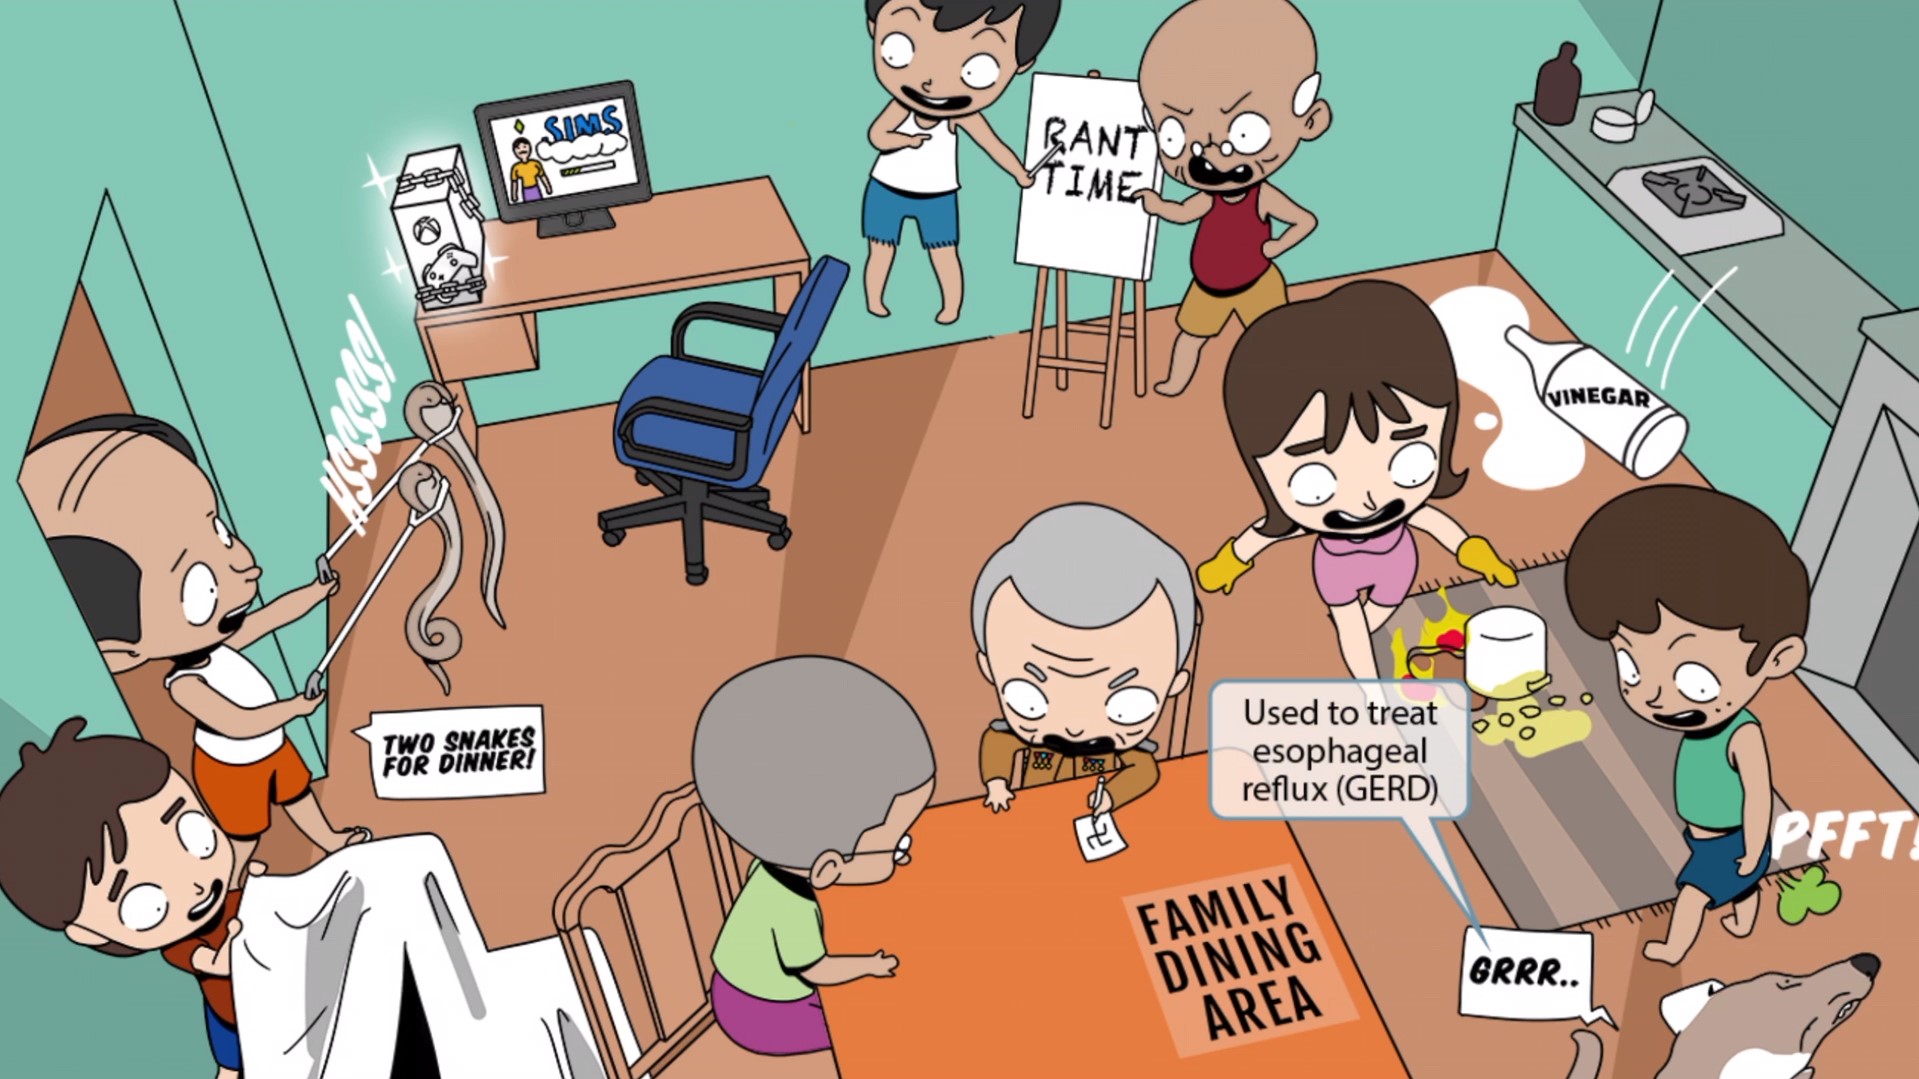 SIMS
RANT
TIME
HSSSSS!
VINEGAR
TWO SNAKES
FOR DINNER!
Used to treat
esophageal
reflux (GERD)
PFFT!
FAMILY
DINING
AREA
GRRR..